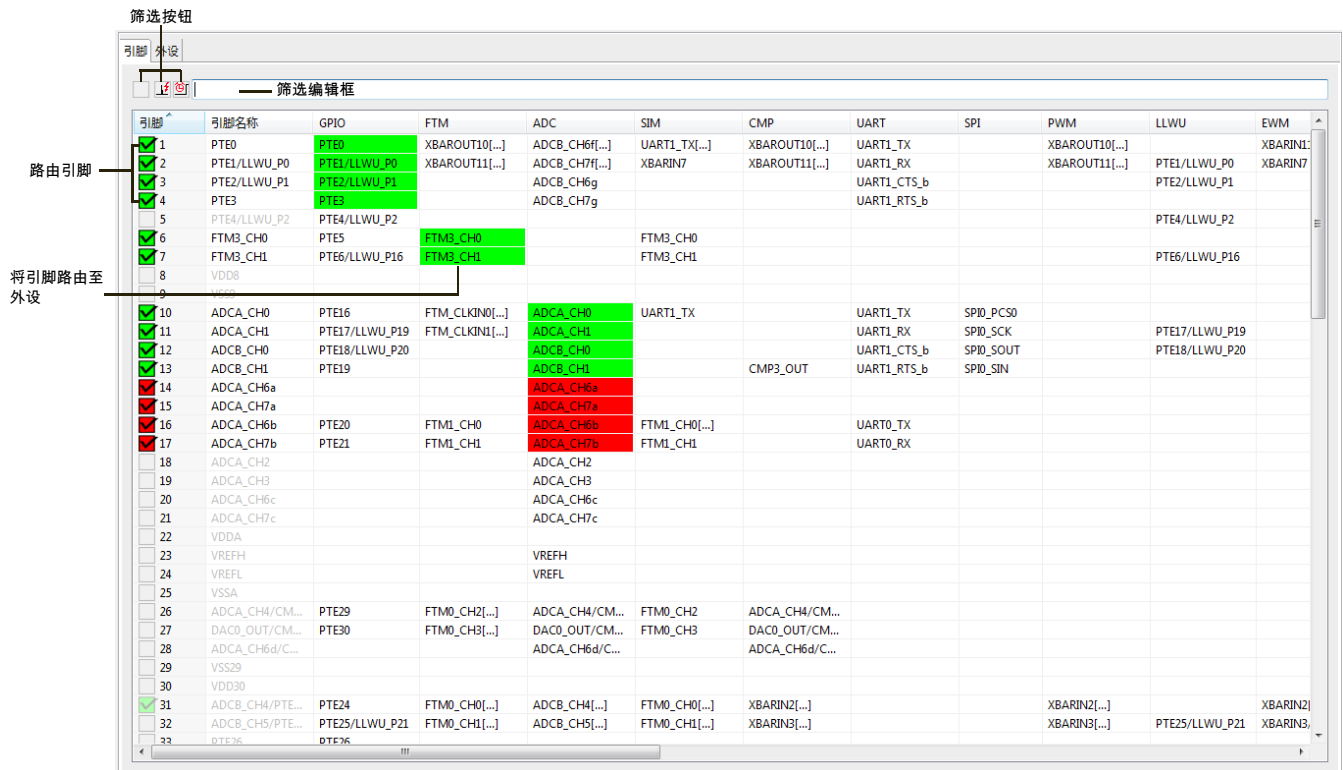 筛选按钮
引脚 外设
筛选编辑框
引脚 引脚名称 GPIO FTM ADC SIM CMP UART SPI PWM LLWU EWM
路由引脚
将引脚路由至
外设
1 PTE0 PTE0 XBAROUT10[...] ADCB_CH6f[...] UART1_TX[...] XBAROUT10[...] UART1_TX XBAROUT10[...] XBARIN11
2 PTE1/LLWU_P0 PTE1/LLWU_P0 XBAROUT11[...] ADCB_CH7f[...] XBARIN7 XBAROUT11[...] UART1_RX XBAROUT11[...] PTE1/LLWU_P0 XBARIN7
3 PTE2/LLWU_P1 PTE2/LLWU_P1 ADCB_CH6g UART1_CTS_b PTE2/LLWU_P1
4 PTE3 PTE3 ADCB_CH7g UART1_RTS_b
5 PTE4/LLWU_P2 PTE4/LLWU_P2 PTE4/LLWU_P2
6 FTM3_CH0 PTE5 FTM3_CH0 FTM3_CH0
7 FTM3_CH1 PTE6/LLWU_P16 FTM3_CH1 FTM3_CH1 PTE6/LLWU_P16
8 VDD8
9 VSS9
10 ADCA_CH0 PTE16 FTM_CLKIN0[...] ADCA_CH0 UART1_TX UART1_TX SPI0_PCS0
11 ADCA_CH1 PTE17/LLWU_P19 FTM_CLKIN1[...] ADCA_CH1 UART1_RX SPI0_SCK PTE17/LLWU_P19
12 ADCB_CH0 PTE18/LLWU_P20 ADCB_CH0 UART1_CTS_b SPI0_SOUT PTE18/LLWU_P20
13 ADCB_CH1 PTE19 ADCB_CH1 CMP3_OUT UART1_RTS_b SPI0_SIN
14 ADCA_CH6a ADCA_CH6a
15 ADCA_CH7a ADCA_CH7a
16 ADCA_CH6b PTE20 FTM1_CH0 ADCA_CH6b FTM1_CH0[...] UART0_TX
17 ADCA_CH7b PTE21 FTM1_CH1 ADCA_CH7b FTM1_CH1 UART0_RX
18 ADCA_CH2 ADCA_CH2
19 ADCA_CH3 ADCA_CH3
20 ADCA_CH6c ADCA_CH6c
21 ADCA_CH7c ADCA_CH7c
22 VDDA
23 VREFH VREFH
24 VREFL VREFL
25 VSSA
26 ADCA_CH4/CM... PTE29 FTM0_CH2[...] ADCA_CH4/CM... FTM0_CH2 ADCA_CH4/CM...
27 DAC0_OUT/CM... PTE30 FTM0_CH3[...] DAC0_OUT/CM... FTM0_CH3 DAC0_OUT/CM...
28 ADCA_CH6d/C... ADCA_CH6d/C... ADCA_CH6d/C...
29 VSS29
30 VDD30
31 ADCB_CH4/PTE... PTE24 FTM0_CH0[...] ADCB_CH4[...] FTM0_CH0[...] XBARIN2[...] XBARIN2[...] XBARIN2[
32 ADCB_CH5/PTE... PTE25/LLWU_P21 FTM0_CH1[...] ADCB_CH5[...] FTM0_CH1[...] XBARIN3[...] XBARIN3[...] PTE25/LLWU_P21 XBARIN3,
33 PTE26 PTE26